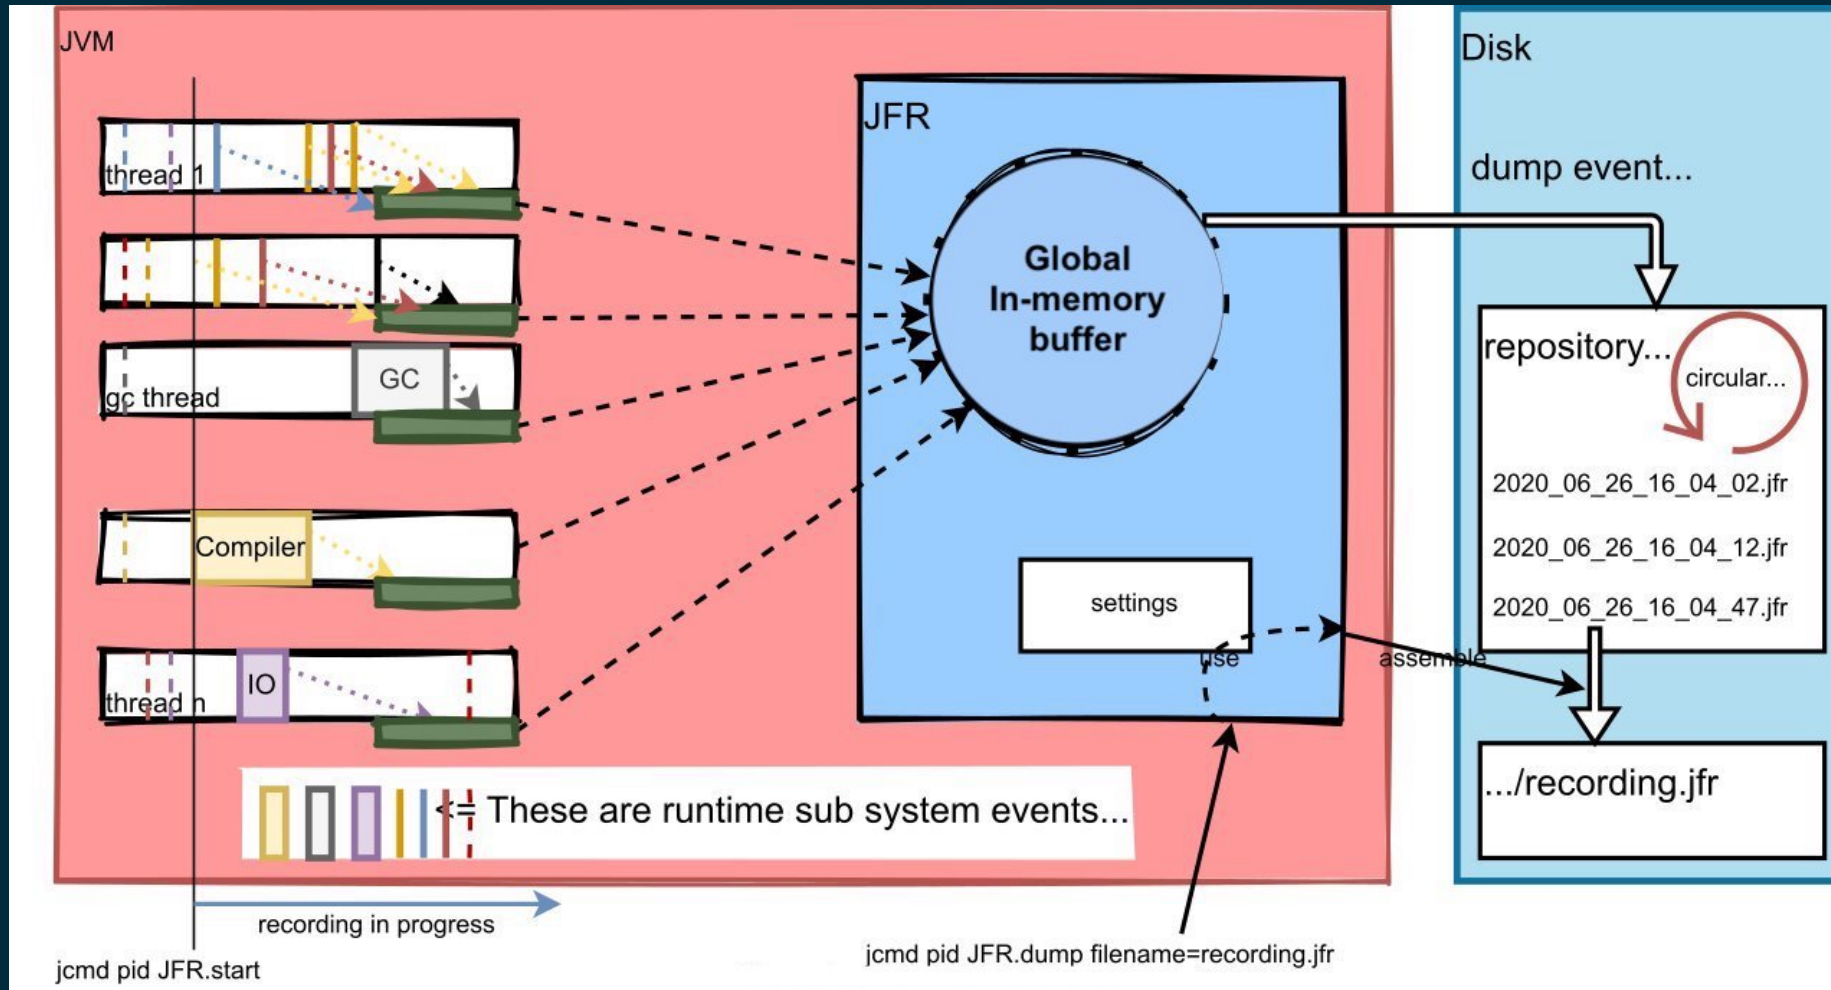 JVM
thread 1
gc thread
GC
Compiler
thread n
IO
<= These are runtime sub system events...
recording in progress
jcmd pid JFR.start
JFR
Global
In-memory
buffer
settings
use
assemble
jcmd pid JFR.dump filename=recording.jfr
Disk
dump event...
repository...
circular...
2020_06_26_16_04_02.jfr
2020_06_26_16_04_12.jfr
2020_06_26_16_04_47.jfr
.../recording.jfr